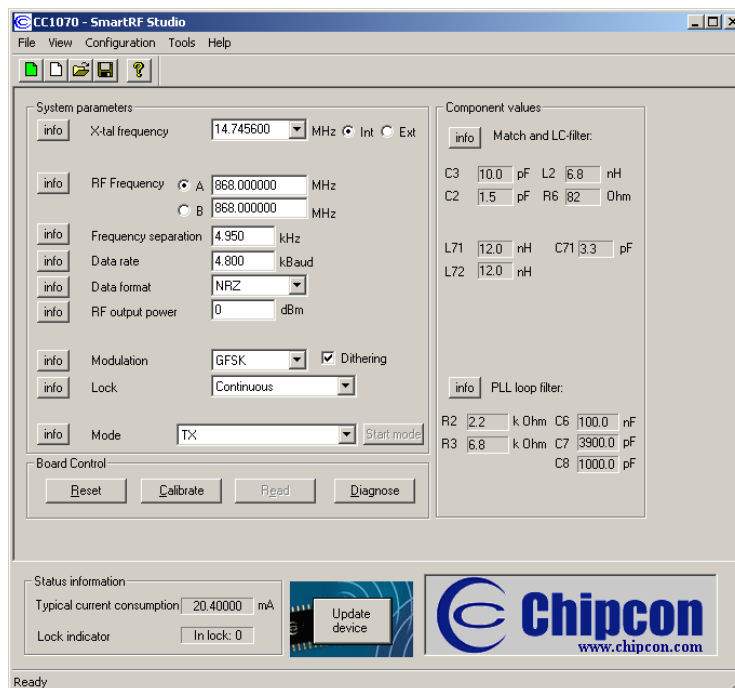 CC1070 - SmartRF Studio
File View Configuration Tools Help
System parameters
info X-tal frequency 14.745600 MHz Int Ext
info RF Frequency A 868.000000 MHz
B 868.000000 MHz
info Frequency separation 4.950 kHz
info Data rate 4.800 kBaud
info Data format NRZ
info RF output power 0 dBm
info Modulation GFSK Dithering
info Lock Continuous
info Mode TX Start mode
Board Control
Reset Calibrate Read Diagnose
Component values
info Match and LC-filter:
C3 10.0 pF L2 6.8 nH
C2 1.5 pF R6 82 Ohm
L71 12.0 nH C71 3.3 pF
L72 12.0 nH
info PLL loop filter:
R2 2.2 k Ohm C6 100.0 nF
R3 6.8 k Ohm C7 3900.0 pF
C8 1000.0 pF
Status information
Typical current consumption 20.40000 mA
Lock indicator In lock: 0
Update
device
Chipcon
www.chipcon.com
Ready